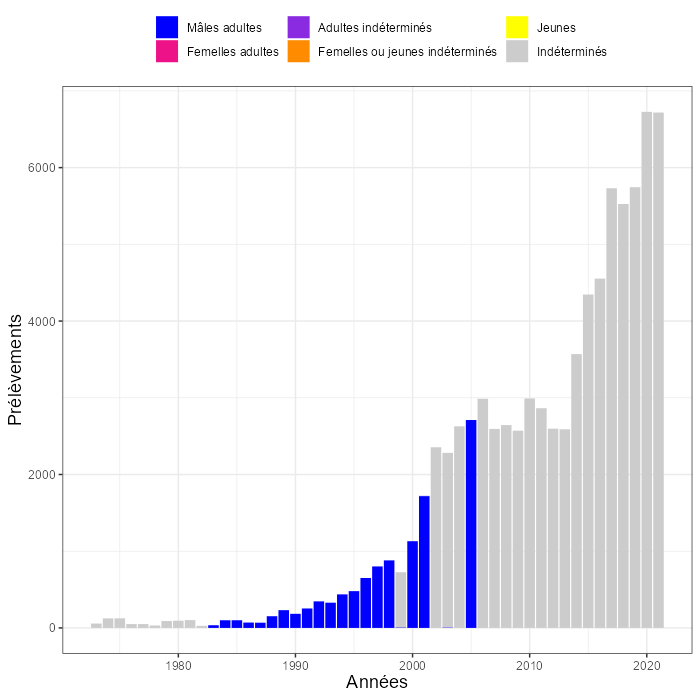 Mâles adultes Adultes indéterminés Jeunes
Femelles adultes Femelles ou jeunes indéterminés Indéterminés
6000
4000
2000
0
Prélèvements
1980 1990 2000 2010 2020
Années